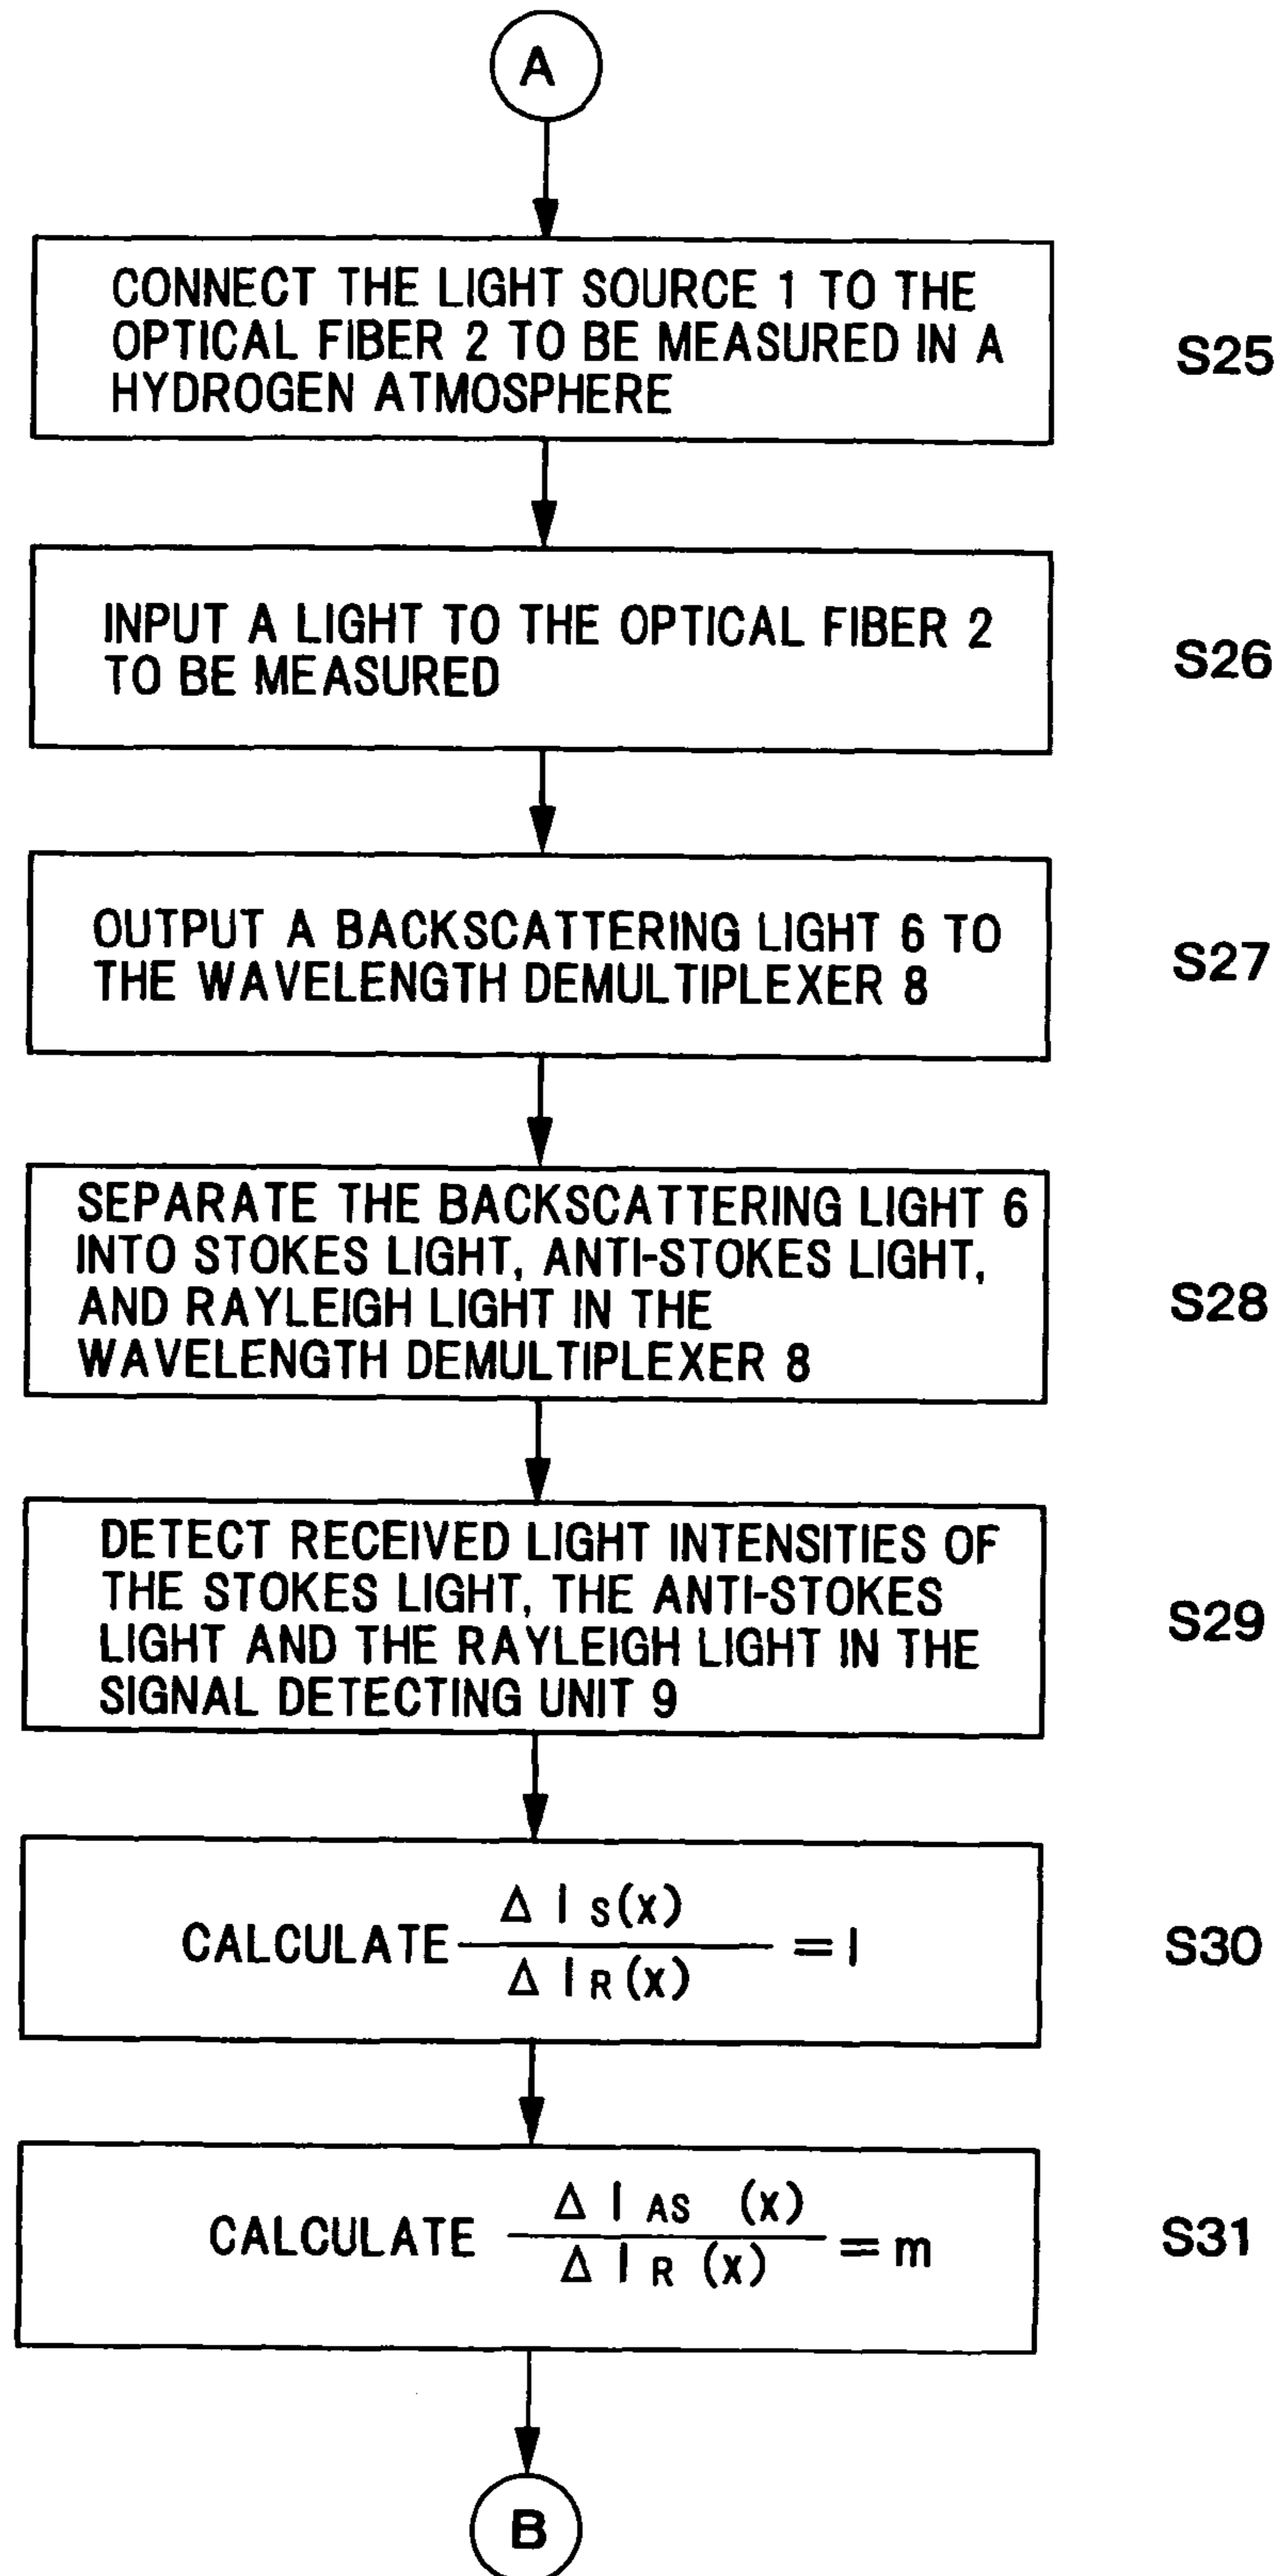 A
CONNECT THE LIGHT SOURCE 1 TO THE
OPTICAL FIBER 2 TO BE MEASURED IN A
HYDROGEN ATMOSPHERE
S25
INPUT A LIGHT TO THE OPTICAL FIBER 2
TO BE MEASURED
S26
OUTPUT A BACKSCATTERING LIGHT 6 TO
THE WAVELENGTH DEMULTIPLEXER 8
S27
SEPARATE THE BACKSCATTERING LIGHT 6
INTO STOKES LIGHT, ANTI-STOKES LIGHT,
AND RAYLEIGH LIGHT IN THE
WAVELENGTH DEMULTIPLEXER 8
S28
DETECT RECEIVED LIGHT INTENSITIES OF
THE STOKES LIGHT, THE ANTI-STOKES
LIGHT AND THE RAYLEIGH LIGHT IN THE
SIGNAL DETECTING UNIT 9
S29
Δ I S(x)
CALCULATE = l
Δ I R(x)
S30
Δ I AS (x)
CALCULATE = m
Δ I R (x)
S31
B